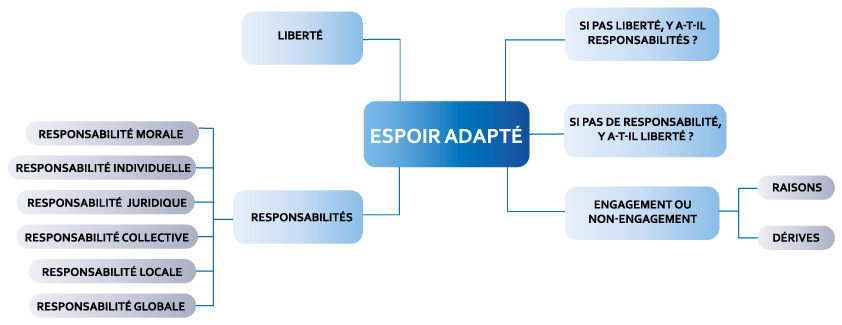 LIBERTÉ
SI PAS LIBERTÉ, Y A-T-IL
RESPONSABILITÉS ?
ESPOIR ADAPTÉ
SI PAS DE RESPONSABILITÉ,
Y A-T-IL LIBERTÉ ?
RESPONSABILITÉ MORALE
RESPONSABILITÉ INDIVIDUELLE
RESPONSABILITÉ JURIDIQUE
RESPONSABILITÉ COLLECTIVE
RESPONSABILITÉ LOCALE
RESPONSABILITÉ GLOBALE
RESPONSABILITÉS
ENGAGEMENT OU
NON-ENGAGEMENT
RAISONS
DÉRIVES